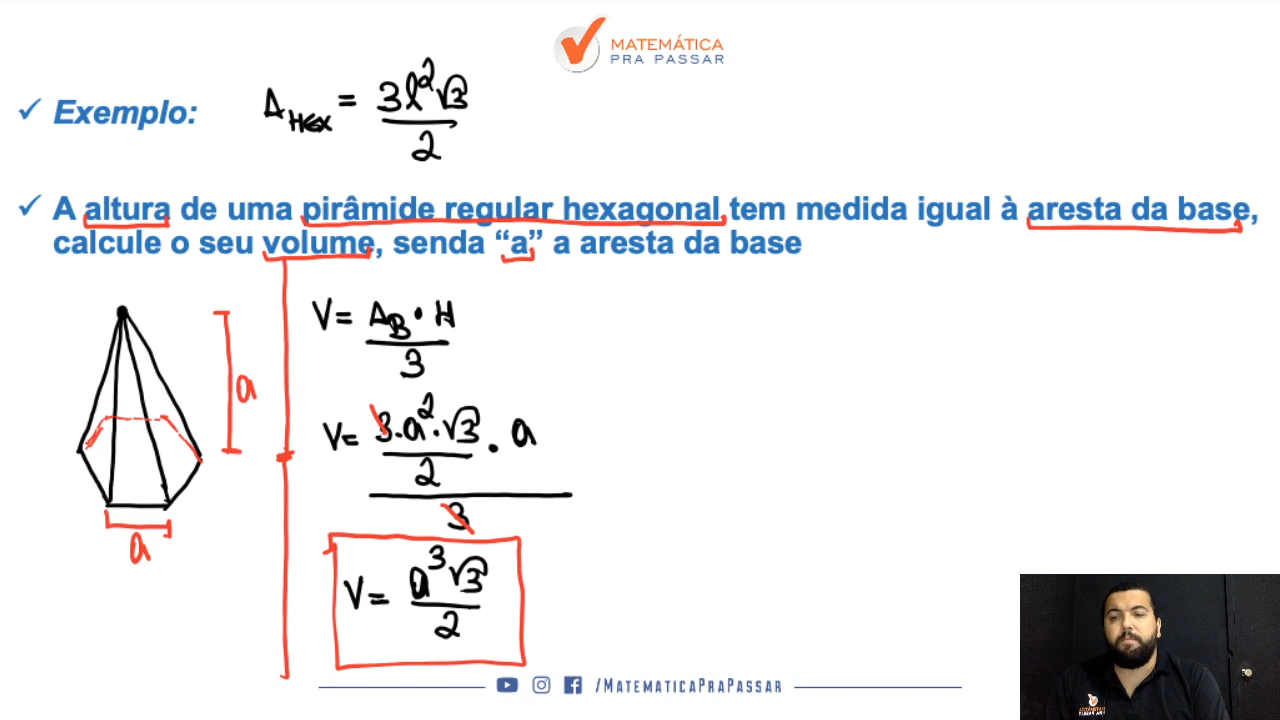 MATEMÁTICA
PRA PASSAR
✓ Exemplo:
A_HEX = 3l²√3 / 2
✓ A altura de uma pirâmide regular hexagonal tem medida igual à aresta da base,
calcule o seu volume, senda “a” a aresta da base
V = A_B · H / 3
a
V = 3·a²·√3 / 2 · a / 3
a
V = a³√3 / 2
/MATEMATICAPRAPASSAR